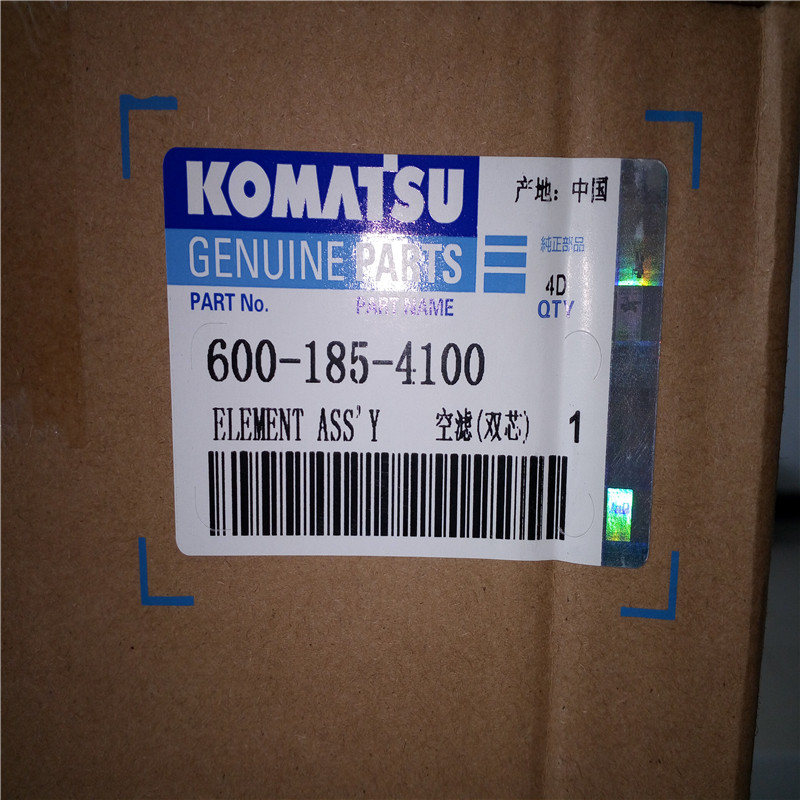 KOMATSU
产地：中国
GENUINE PARTS
純正部品
4D
PART No.
PART NAME
QTY
600-185-4100
ELEMENT ASS'Y 空滤(双芯) 1